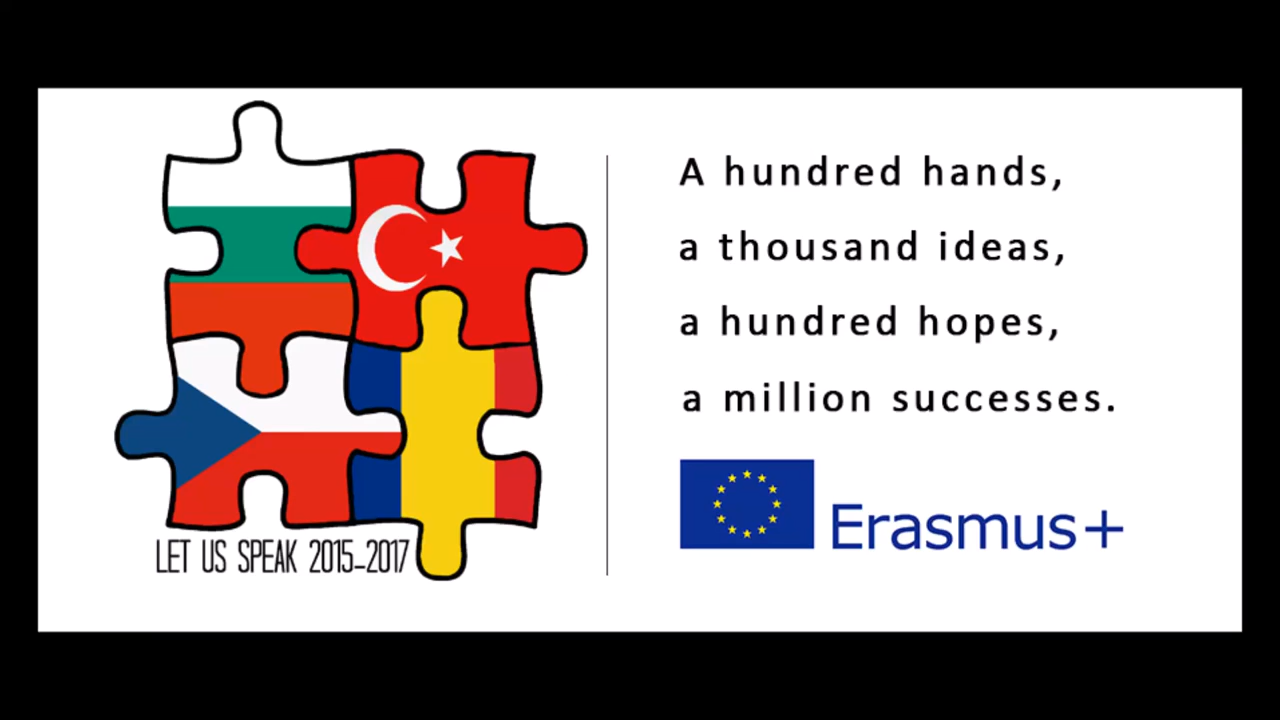 LET US SPEAK 2015-2017
A hundred hands,
a thousand ideas,
a hundred hopes,
a million successes.
Erasmus+